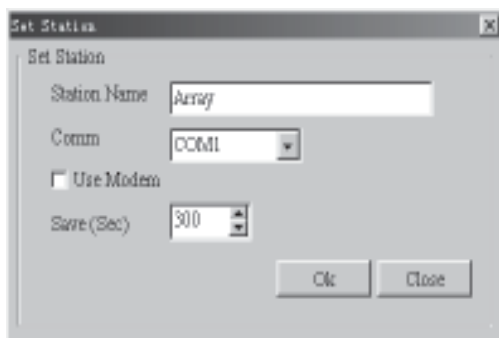 Set Station
Set Station
Station Name Array
Comm COM1
Use Modem
Save (Sec) 300
Ok Close